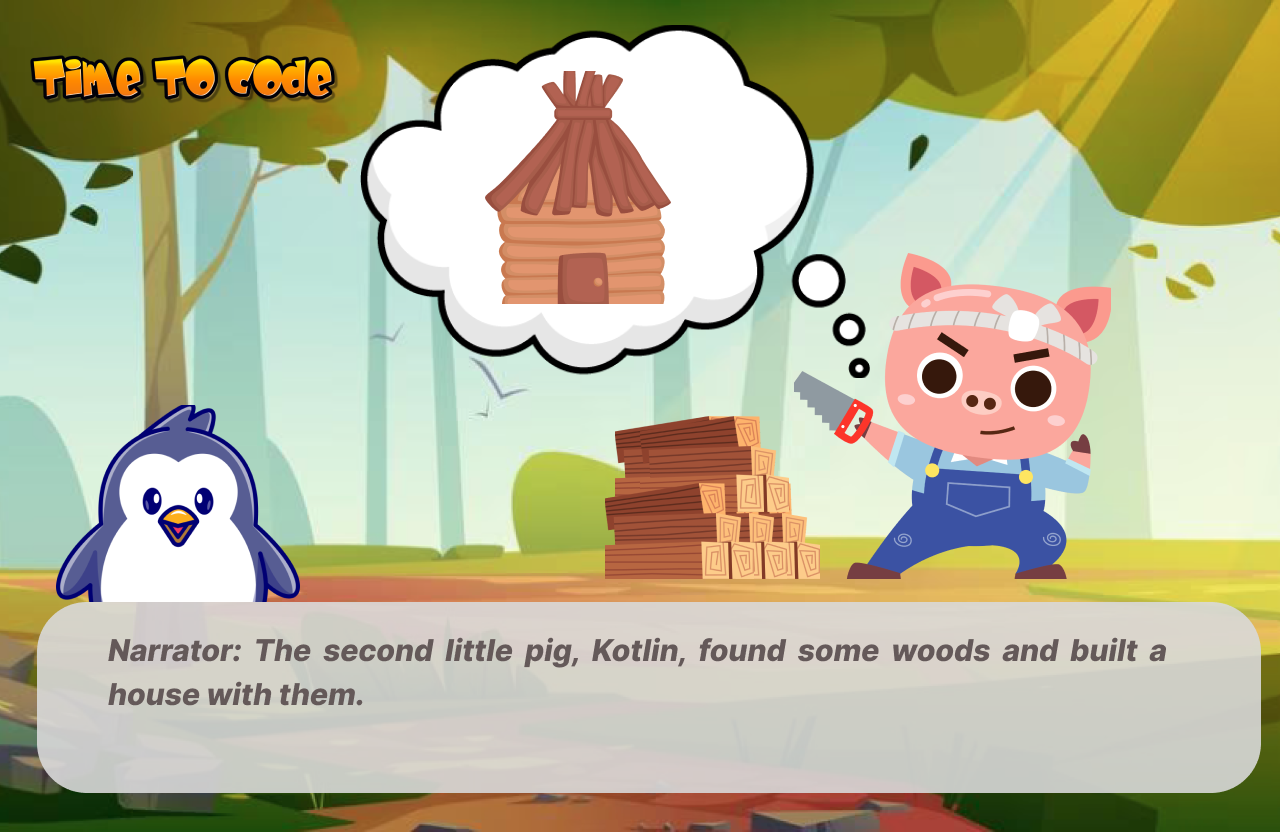 Time To Code
Narrator: The second little pig, Kotlin, found some woods and built a
house with them.